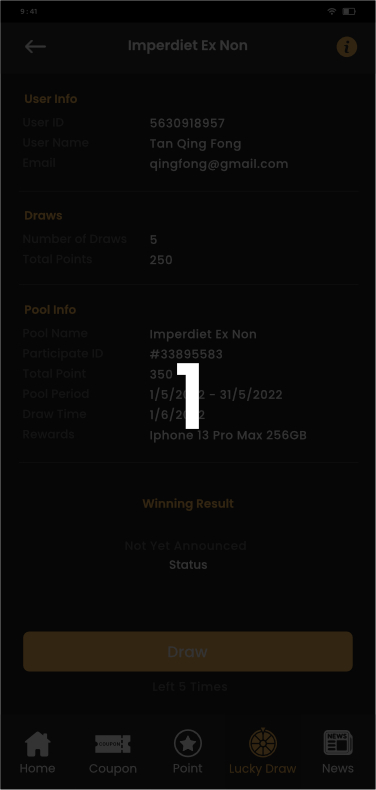 9:41
Imperdiet Ex Non
User Info
User ID 5630918957
User Name Tan Qing Fong
Email qingfong@gmail.com
Draws
Number of Draws 5
Total Points 250
Pool Info
Pool Name Imperdiet Ex Non
Participate ID #33895583
Total Point 350
1
Pool Period 1/5/2022 - 31/5/2022
Draw Time 1/6/2022
Rewards Iphone 13 Pro Max 256GB
Winning Result
Not Yet Announced
Status
Draw
Left 5 Times
COUPON NEWS
Home Coupon Point Lucky Draw News